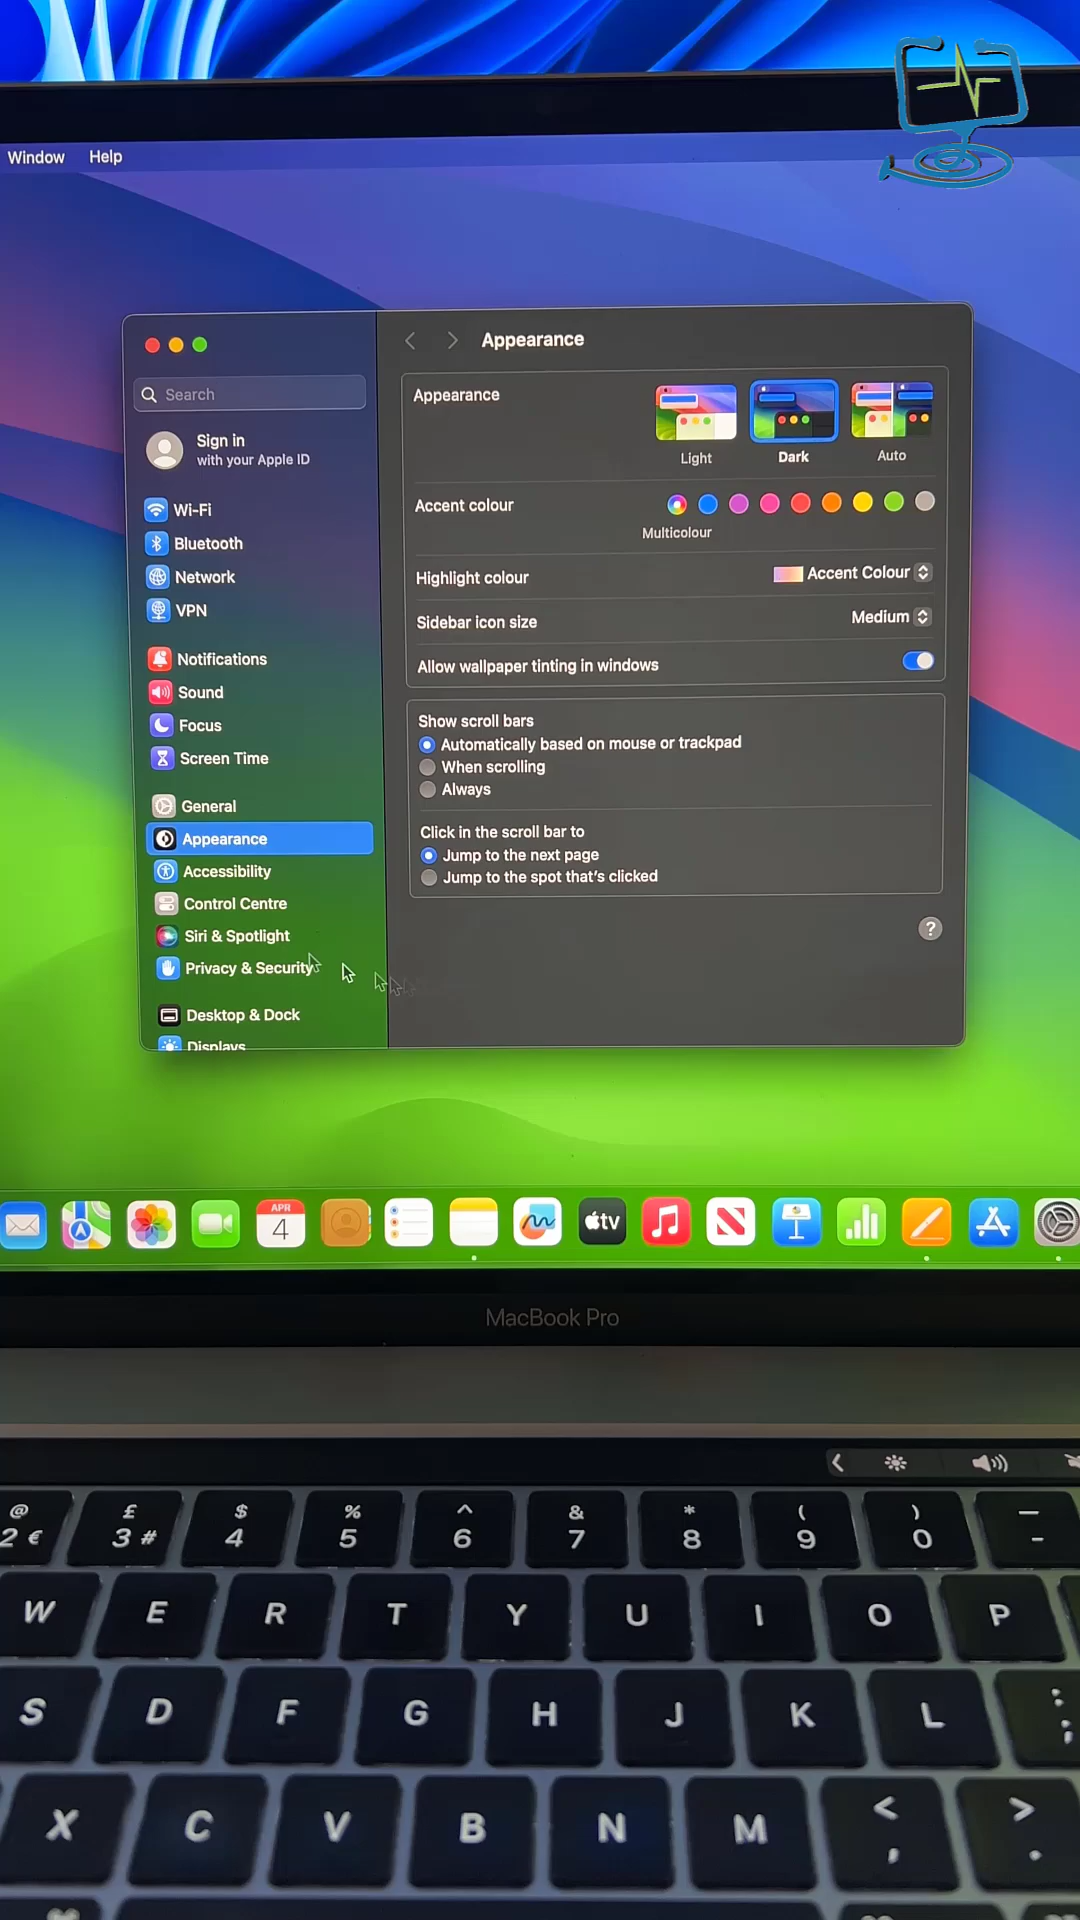 Window Help
Appearance
Search
Sign in
with your Apple ID
Wi-Fi
Bluetooth
Network
VPN
Notifications
Sound
Focus
Screen Time
General
Appearance
Accessibility
Control Centre
Siri & Spotlight
Privacy & Security
Desktop & Dock
Displays
Appearance
Light Dark Auto
Accent colour
Multicolour
Highlight colour Accent Colour
Sidebar icon size Medium
Allow wallpaper tinting in windows
Show scroll bars
Automatically based on mouse or trackpad
When scrolling
Always
Click in the scroll bar to
Jump to the next page
Jump to the spot that's clicked
?
APR
4
tv
MacBook Pro
@ £ $ % ^ & * ( ) —
2 € 3 # 4 5 6 7 8 9 0 -
W E R T Y U I O P
S D F G H J K L : ;
X C V B N M < , > .